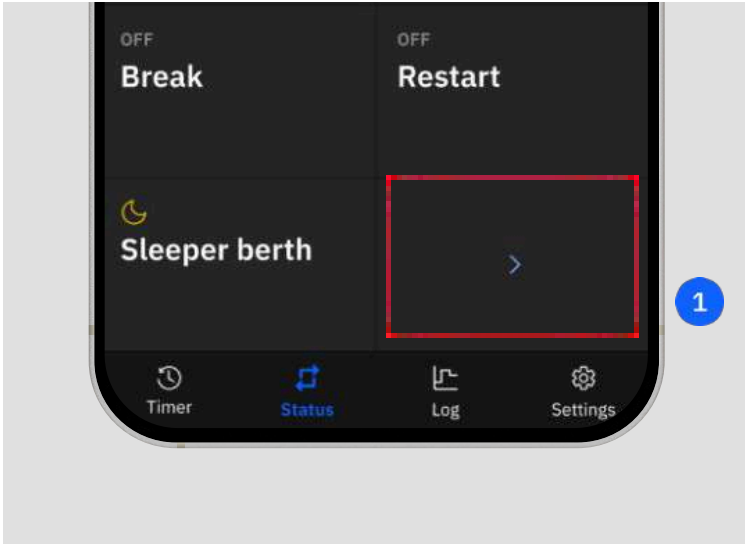 OFF
Break
OFF
Restart
Sleeper berth
1
Timer
Status
Log
Settings